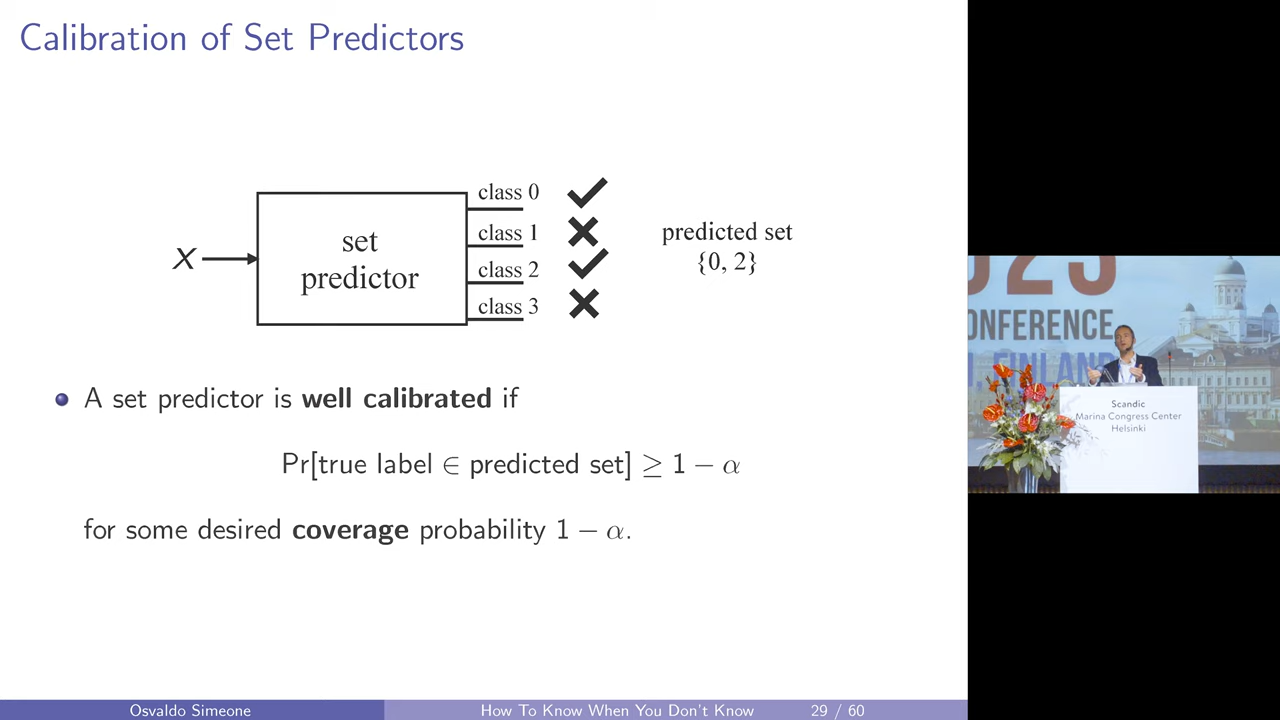 Calibration of Set Predictors
X
set
predictor
class 0
class 1
class 2
class 3
predicted set
{0, 2}
A set predictor is well calibrated if
Pr[true label ∈ predicted set] ≥ 1 − α
for some desired coverage probability 1 − α.
Osvaldo Simeone
How To Know When You Don't Know
29 / 60
FINLAND
Scandic
Marina Congress Center
Helsinki